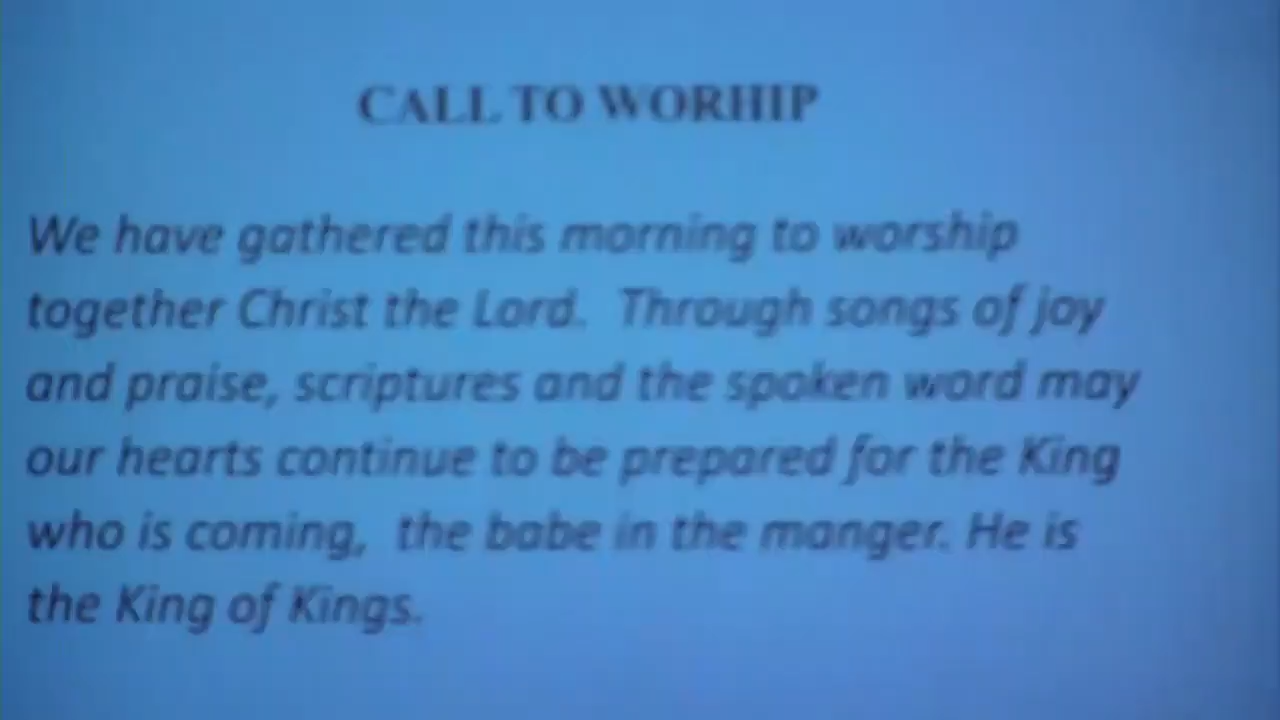 CALL TO WORHIP
We have gathered this morning to worship
together Christ the Lord.  Through songs of joy
and praise, scriptures and the spoken word may
our hearts continue to be prepared for the King
who is coming,  the babe in the manger. He is
the King of Kings.